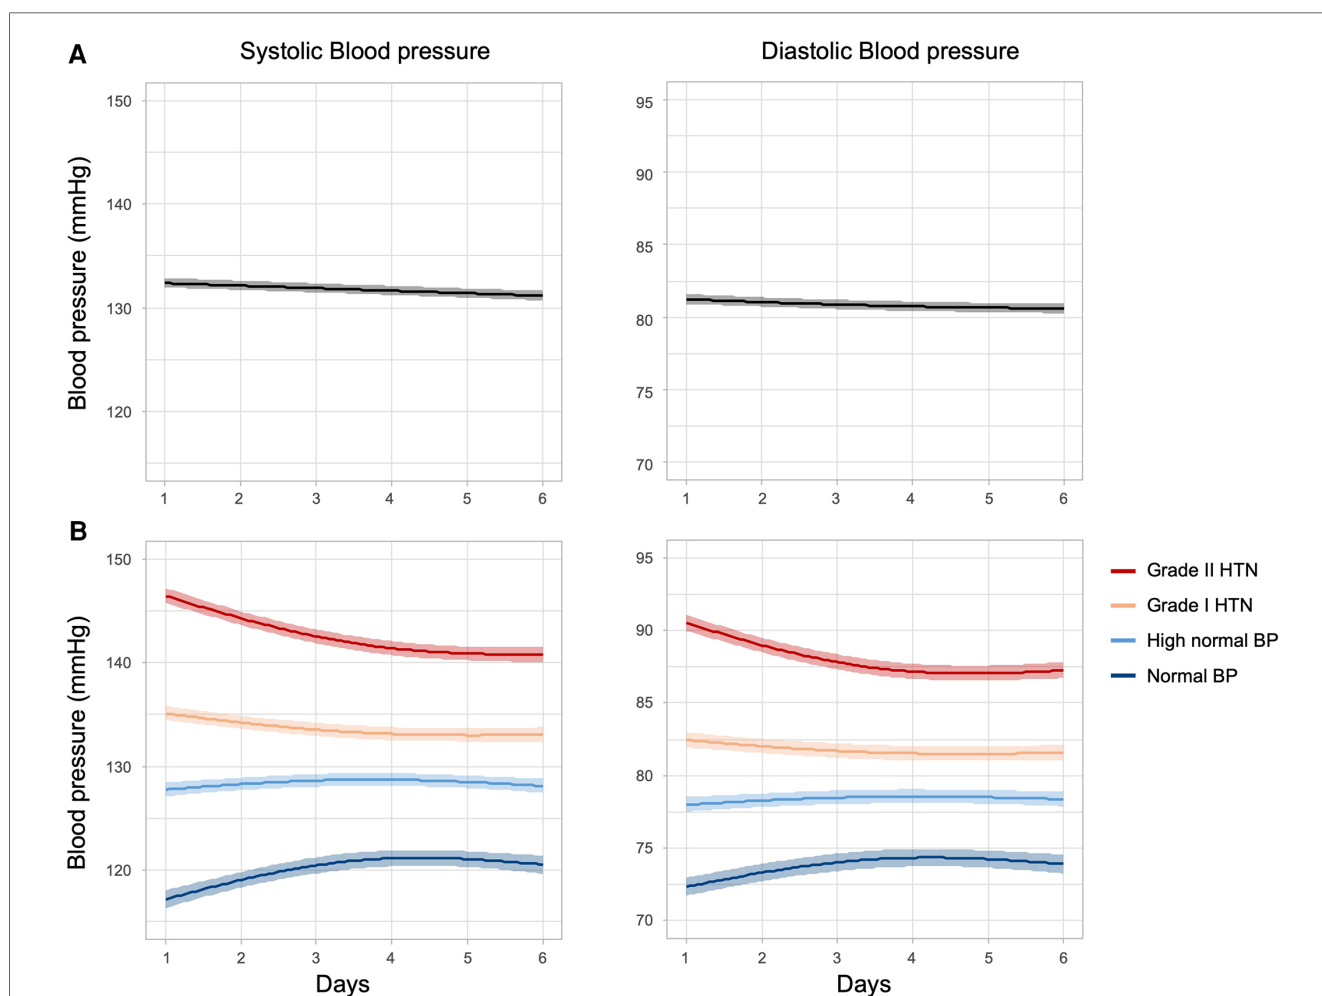 A
Systolic Blood pressure
Diastolic Blood pressure
Blood pressure (mmHg)
150
140
130
120
1 2 3 4 5 6
95
90
85
80
75
70
1 2 3 4 5 6
B
Blood pressure (mmHg)
150
140
130
120
1 2 3 4 5 6
Days
95
90
85
80
75
70
1 2 3 4 5 6
Days
Grade II HTN
Grade I HTN
High normal BP
Normal BP